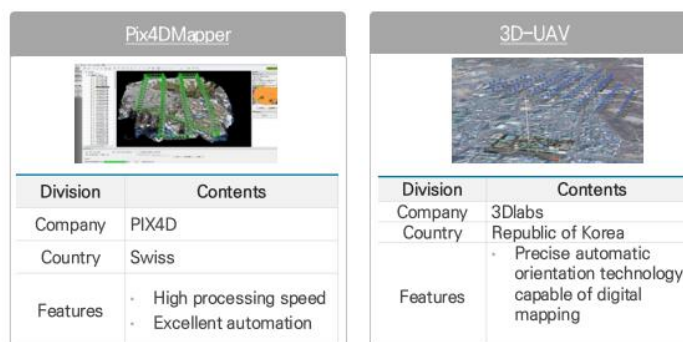 Pix4DMapper
Division Contents
Company PIX4D
Country Swiss
Features
· High processing speed
· Excellent automation
3D-UAV
Division Contents
Company 3Dlabs
Country Republic of Korea
Features
· Precise automatic
orientation technology
capable of digital
mapping